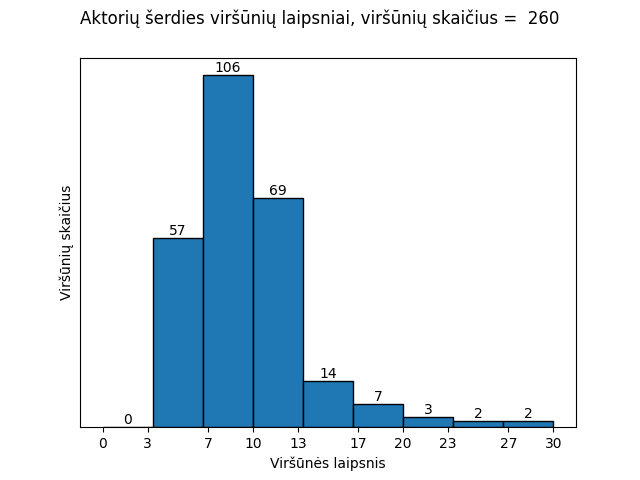 Aktorių šerdies viršūnių laipsniai, viršūnių skaičius =  260
106
69
57
14
7
3
2
2
0
Viršūnių skaičius
0 3 7 10 13 17 20 23 27 30
Viršūnės laipsnis